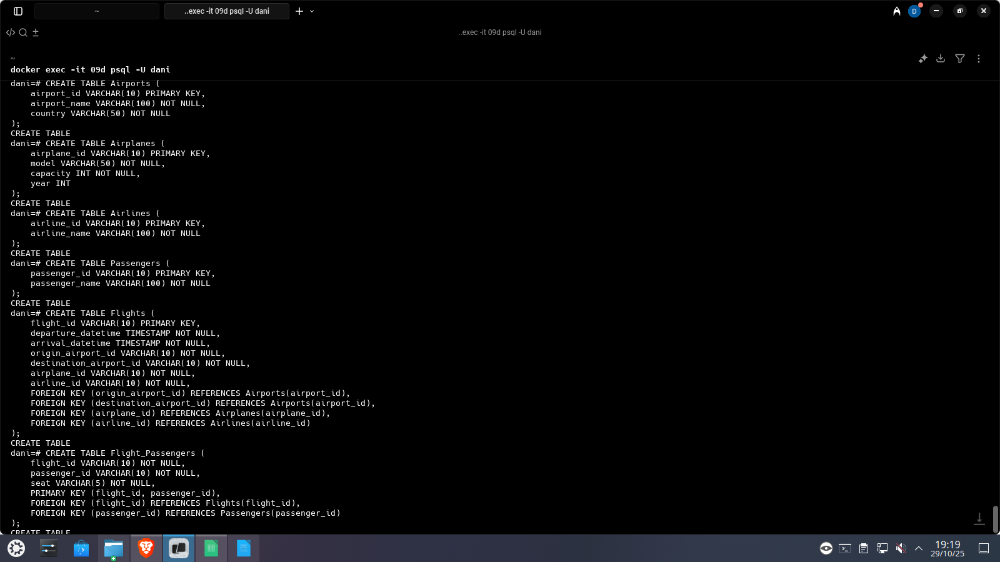 ~
..exec -it 09d psql -U dani
D
..exec -it 09d psql -U dani
~
docker exec -it 09d psql -U dani
dani=# CREATE TABLE Airports (
    airport_id VARCHAR(10) PRIMARY KEY,
    airport_name VARCHAR(100) NOT NULL,
    country VARCHAR(50) NOT NULL
);
CREATE TABLE
dani=# CREATE TABLE Airplanes (
    airplane_id VARCHAR(10) PRIMARY KEY,
    model VARCHAR(50) NOT NULL,
    capacity INT NOT NULL,
    year INT
);
CREATE TABLE
dani=# CREATE TABLE Airlines (
    airline_id VARCHAR(10) PRIMARY KEY,
    airline_name VARCHAR(100) NOT NULL
);
CREATE TABLE
dani=# CREATE TABLE Passengers (
    passenger_id VARCHAR(10) PRIMARY KEY,
    passenger_name VARCHAR(100) NOT NULL
);
CREATE TABLE
dani=# CREATE TABLE Flights (
    flight_id VARCHAR(10) PRIMARY KEY,
    departure_datetime TIMESTAMP NOT NULL,
    arrival_datetime TIMESTAMP NOT NULL,
    origin_airport_id VARCHAR(10) NOT NULL,
    destination_airport_id VARCHAR(10) NOT NULL,
    airplane_id VARCHAR(10) NOT NULL,
    airline_id VARCHAR(10) NOT NULL,
    FOREIGN KEY (origin_airport_id) REFERENCES Airports(airport_id),
    FOREIGN KEY (destination_airport_id) REFERENCES Airports(airport_id),
    FOREIGN KEY (airplane_id) REFERENCES Airplanes(airplane_id),
    FOREIGN KEY (airline_id) REFERENCES Airlines(airline_id)
);
CREATE TABLE
dani=# CREATE TABLE Flight_Passengers (
    flight_id VARCHAR(10) NOT NULL,
    passenger_id VARCHAR(10) NOT NULL,
    seat VARCHAR(5) NOT NULL,
    PRIMARY KEY (flight_id, passenger_id),
    FOREIGN KEY (flight_id) REFERENCES Flights(flight_id),
    FOREIGN KEY (passenger_id) REFERENCES Passengers(passenger_id)
);
CREATE TABLE
19:19
29/10/25